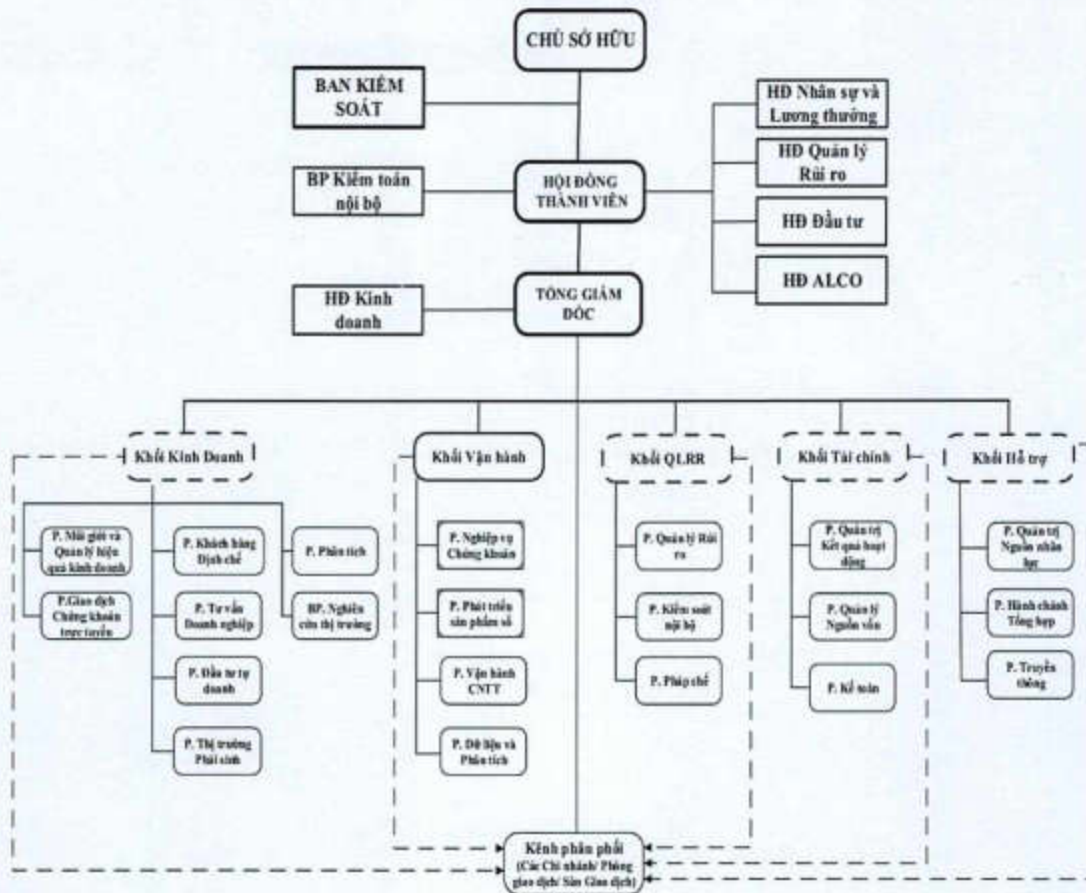 CHỦ SỞ HỮU
BAN KIỂM
SOÁT
HĐ Nhân sự và
Lương thưởng
BP Kiểm toán
nội bộ
HỘI ĐỒNG
THÀNH VIÊN
HĐ Quản lý
Rủi ro
HĐ Đầu tư
HĐ Kinh
doanh
TỔNG GIÁM
ĐỐC
HĐ ALCO
Khối Kinh Doanh
Khối Vận hành
Khối QLRR
Khối Tài chính
Khối Hỗ trợ
P. Môi giới và
Quản lý hiệu
quả kinh doanh
P.Giao dịch
Chứng khoán
trực tuyến
P. Khách hàng
Định chế
P. Tư vấn
Doanh nghiệp
P. Đầu tư tự
doanh
P. Thị trường
Phái sinh
P. Phân tích
BP. Nghiên
cứu thị trường
P. Nghiệp vụ
Chứng khoán
P. Phát triển
sản phẩm số
P. Vận hành
CNTT
P. Dữ liệu và
Phân tích
P. Quản lý Rủi
ro
P. Kiểm soát
nội bộ
P. Pháp chế
P. Quản trị
Kết quả hoạt
động
P. Quản lý
Nguồn vốn
P. Kế toán
P. Quản trị
Nguồn nhân
lực
P. Hành chánh
Tổng hợp
P. Truyền
thông
Kênh phân phối
(Các Chi nhánh/ Phòng
giao dịch/ Sàn Giao dịch)